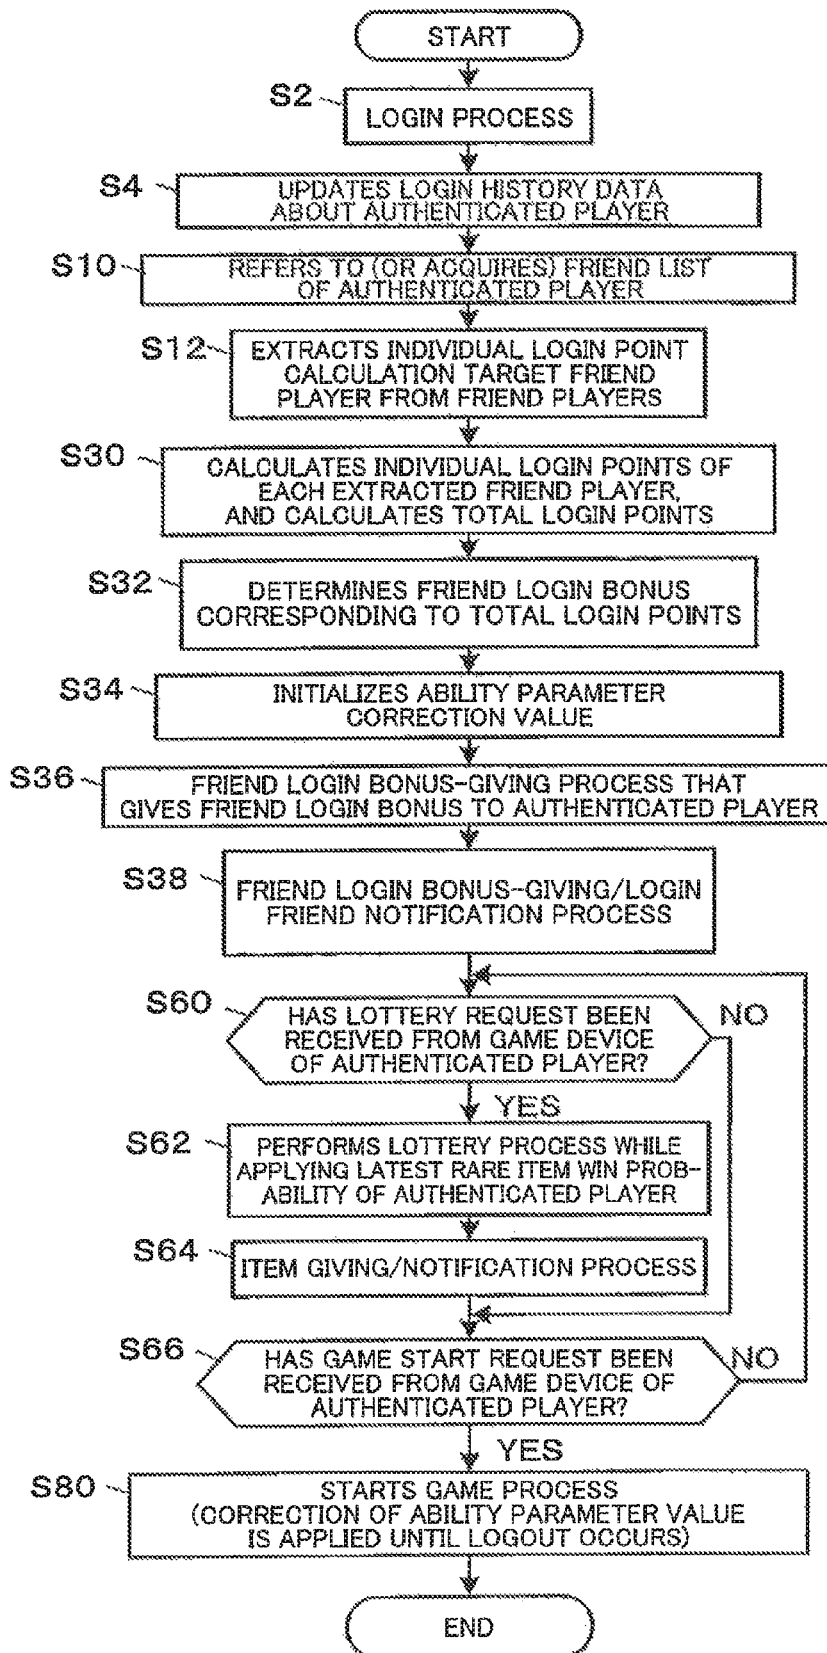 START
S2
LOGIN PROCESS
S4
UPDATES LOGIN HISTORY DATA
ABOUT AUTHENTICATED PLAYER
S10
REFERS TO (OR ACQUIRES) FRIEND LIST
OF AUTHENTICATED PLAYER
S12
EXTRACTS INDIVIDUAL LOGIN POINT
CALCULATION TARGET FRIEND
PLAYER FROM FRIEND PLAYERS
S30
CALCULATES INDIVIDUAL LOGIN POINTS OF
EACH EXTRACTED FRIEND PLAYER,
AND CALCULATES TOTAL LOGIN POINTS
S32
DETERMINES FRIEND LOGIN BONUS
CORRESPONDING TO TOTAL LOGIN POINTS
S34
INITIALIZES ABILITY PARAMETER
CORRECTION VALUE
S36
FRIEND LOGIN BONUS-GIVING PROCESS THAT
GIVES FRIEND LOGIN BONUS TO AUTHENTICATED PLAYER
S38
FRIEND LOGIN BONUS-GIVING/LOGIN
FRIEND NOTIFICATION PROCESS
S60
HAS LOTTERY REQUEST BEEN
RECEIVED FROM GAME DEVICE
OF AUTHENTICATED PLAYER?
NO
YES
S62
PERFORMS LOTTERY PROCESS WHILE
APPLYING LATEST RARE ITEM WIN PROB-
ABILITY OF AUTHENTICATED PLAYER
S64
ITEM GIVING/NOTIFICATION PROCESS
S66
HAS GAME START REQUEST BEEN
RECEIVED FROM GAME DEVICE OF
AUTHENTICATED PLAYER?
NO
YES
S80
STARTS GAME PROCESS
(CORRECTION OF ABILITY PARAMETER VALUE
IS APPLIED UNTIL LOGOUT OCCURS)
END